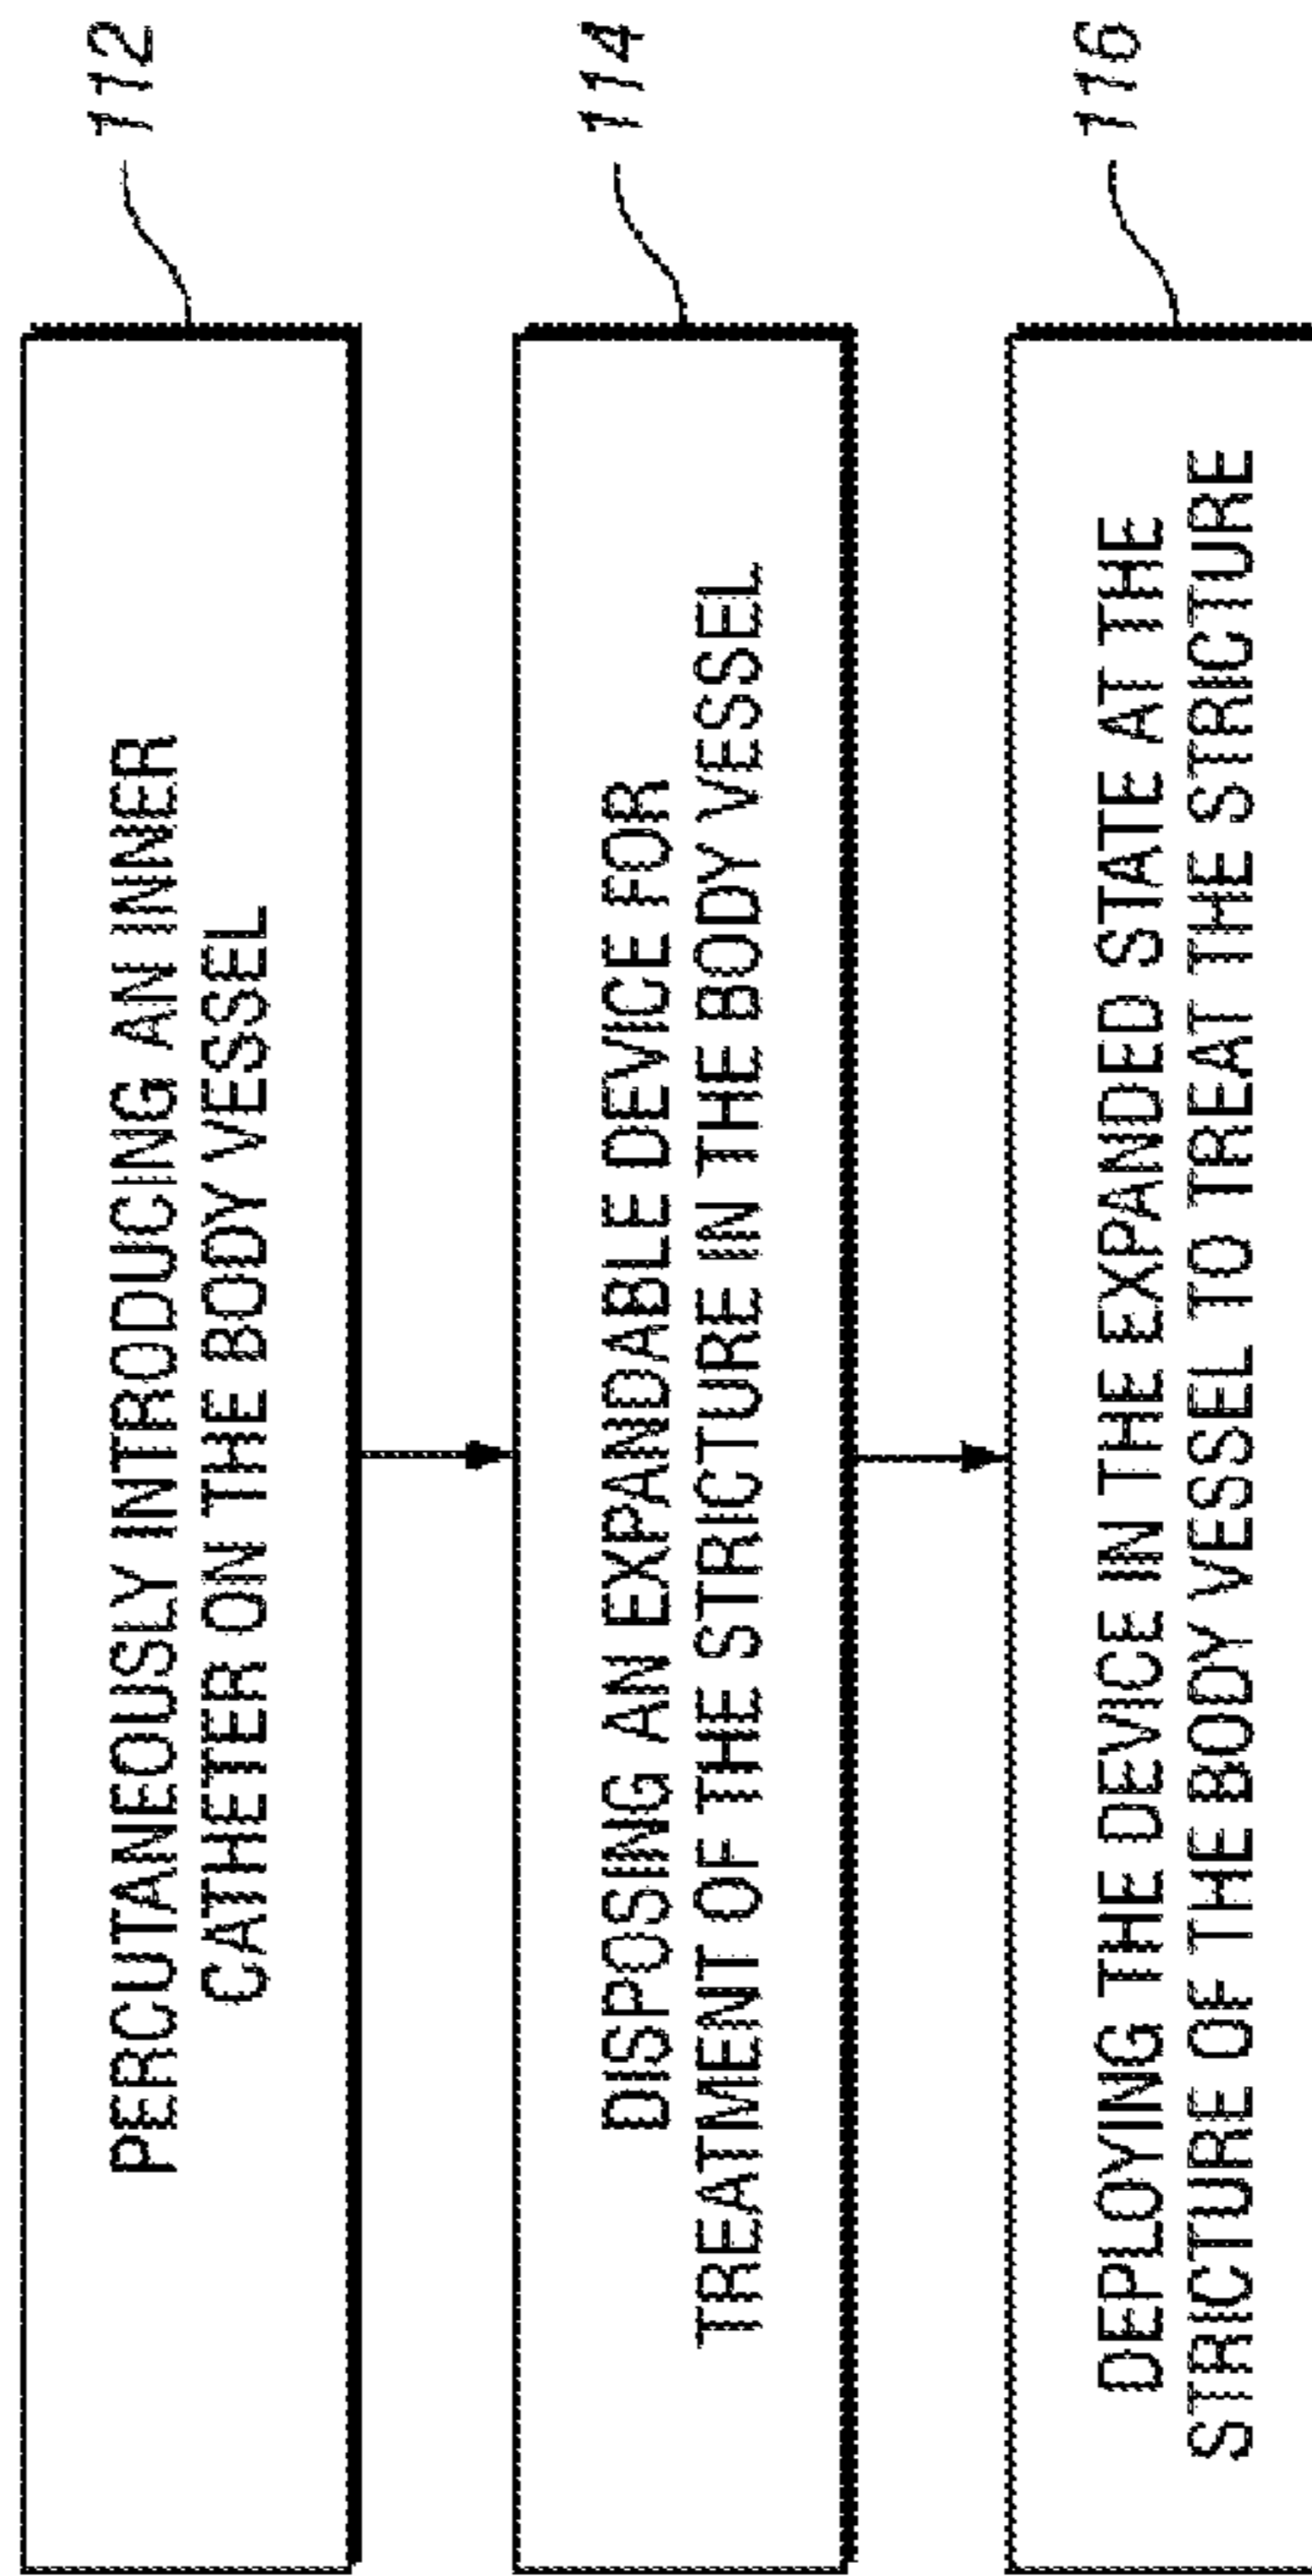 PERCUTANEOUSLY INTRODUCING AN INNER
CATHETER ON THE BODY VESSEL
112
DISPOSING AN EXPANDABLE DEVICE FOR
TREATMENT OF THE STRICTURE IN THE BODY VESSEL
114
DEPLOYING THE DEVICE IN THE EXPANDED STATE AT THE
STRICTURE OF THE BODY VESSEL TO TREAT THE STRICTURE
116